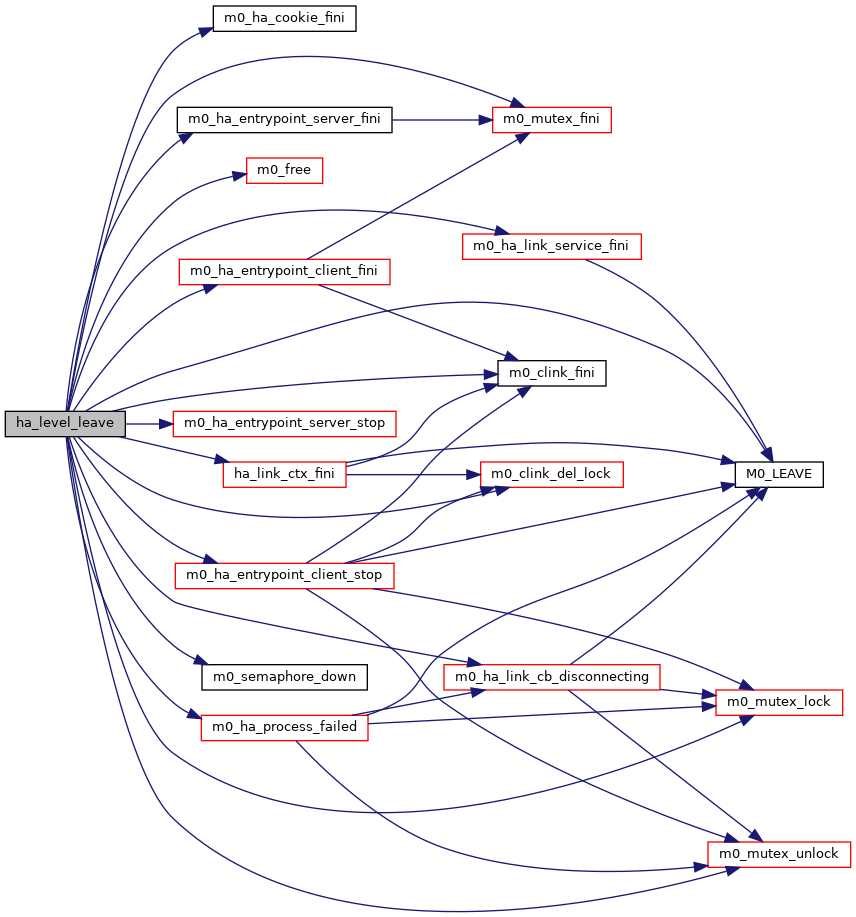 m0_ha_cookie_fini
m0_ha_entrypoint_server_fini
m0_mutex_fini
m0_free
m0_ha_link_service_fini
m0_ha_entrypoint_client_fini
m0_clink_fini
ha_level_leave
m0_ha_entrypoint_server_stop
ha_link_ctx_fini
m0_clink_del_lock
M0_LEAVE
m0_ha_entrypoint_client_stop
m0_semaphore_down
m0_ha_link_cb_disconnecting
m0_mutex_lock
m0_ha_process_failed
m0_mutex_unlock